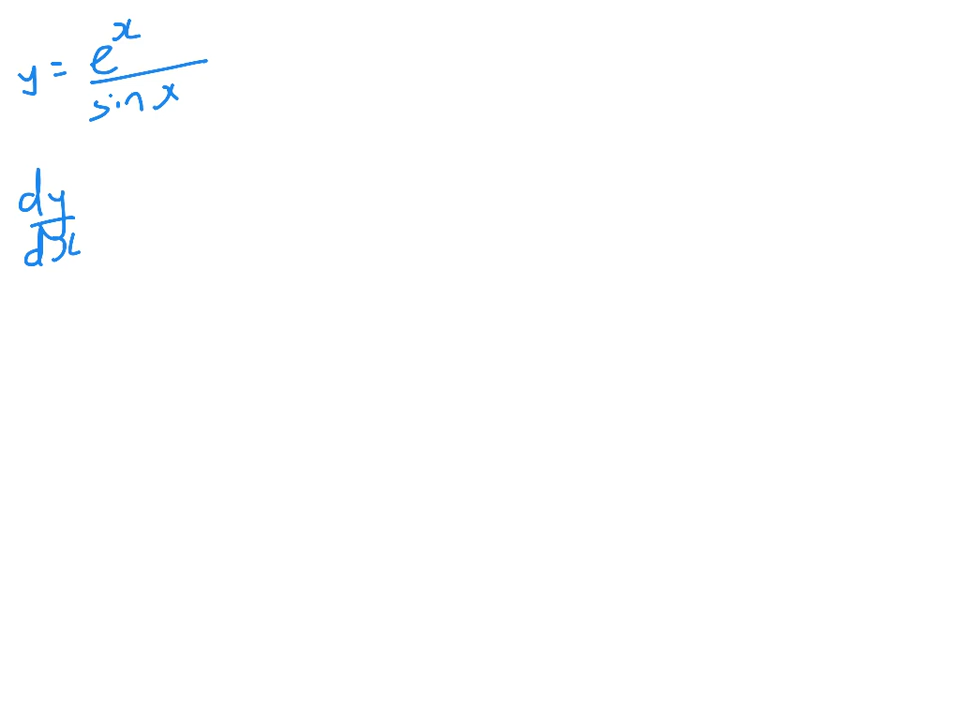 y = e^x / sin x
dy/dx